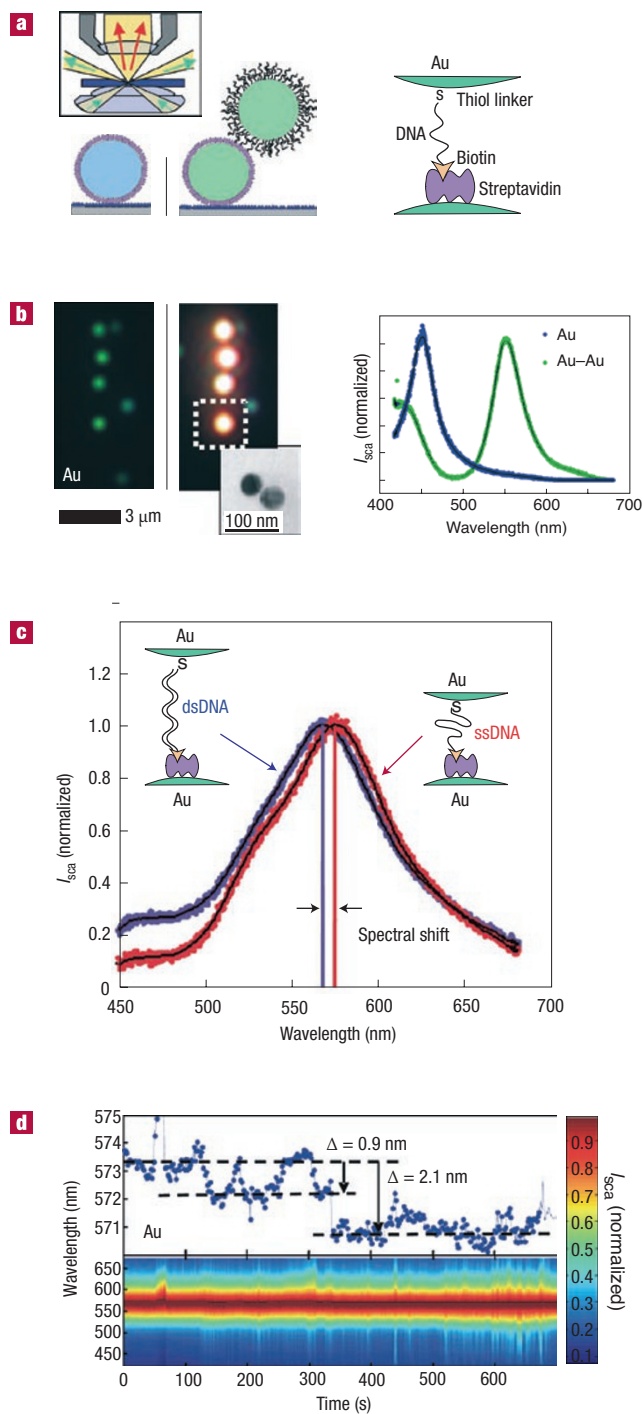 a
Au
S
Thiol linker
DNA
Biotin
Streptavidin
b
Au
3 μm
100 nm
I sca (normalized)
Au
Au–Au
400 500 600 700
Wavelength (nm)
c
Au
S
dsDNA
Au
Au
S
ssDNA
Au
1.2
1.0
0.8
0.6
0.4
0.2
0
I sca (normalized)
Spectral shift
450 500 550 600 650 700
Wavelength (nm)
d
575
574
573
572
571
Δ = 0.9 nm
Δ = 2.1 nm
Au
Wavelength (nm)
650
600
550
500
450
0 100 200 300 400 500 600
Time (s)
0.9
0.8
0.7
0.6
0.5
0.4
0.3
0.2
0.1
I sca (normalized)